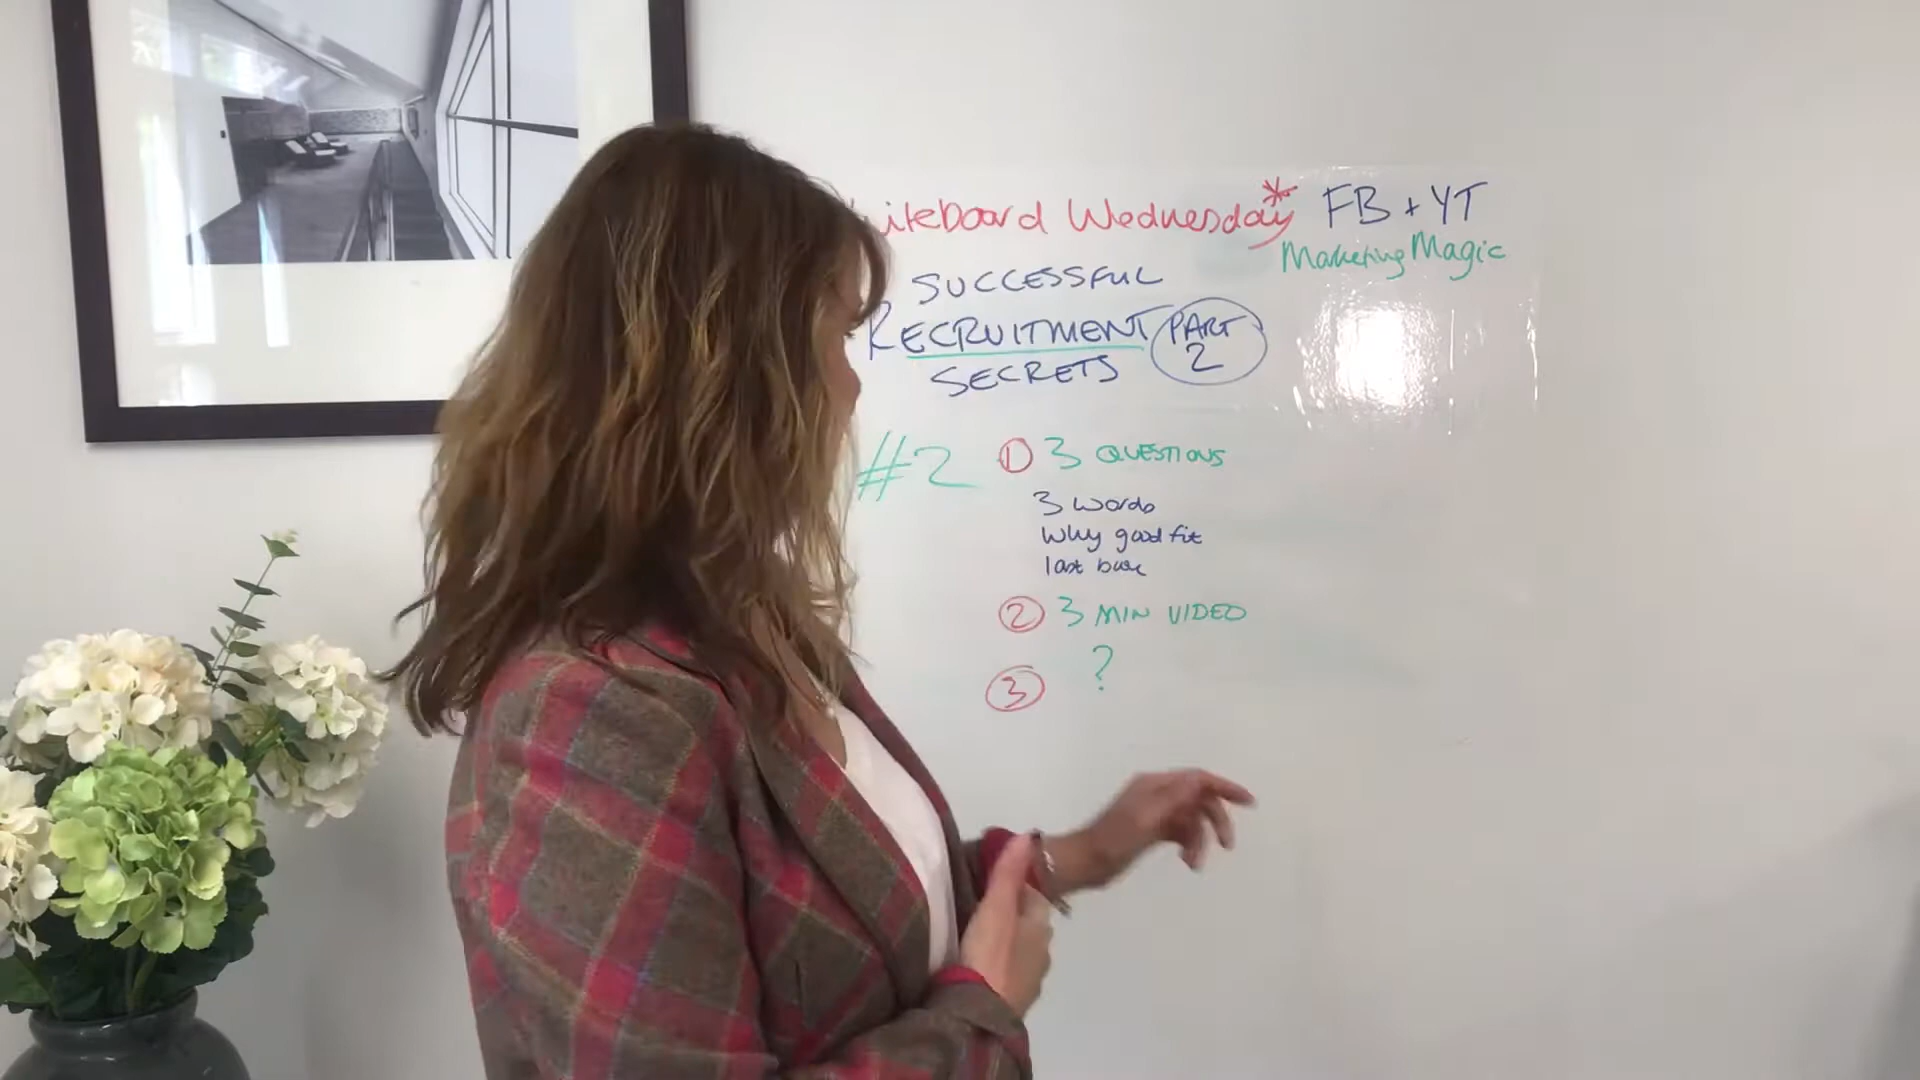 iteboard Wednesday* FB + YT
Marketing Magic
SUCCESSFUL
RECRUITMENT PART 2
SECRETS
#2 ① 3 QUESTIONS
3 words
why good fit
last
② 3 MIN VIDEO
?
③